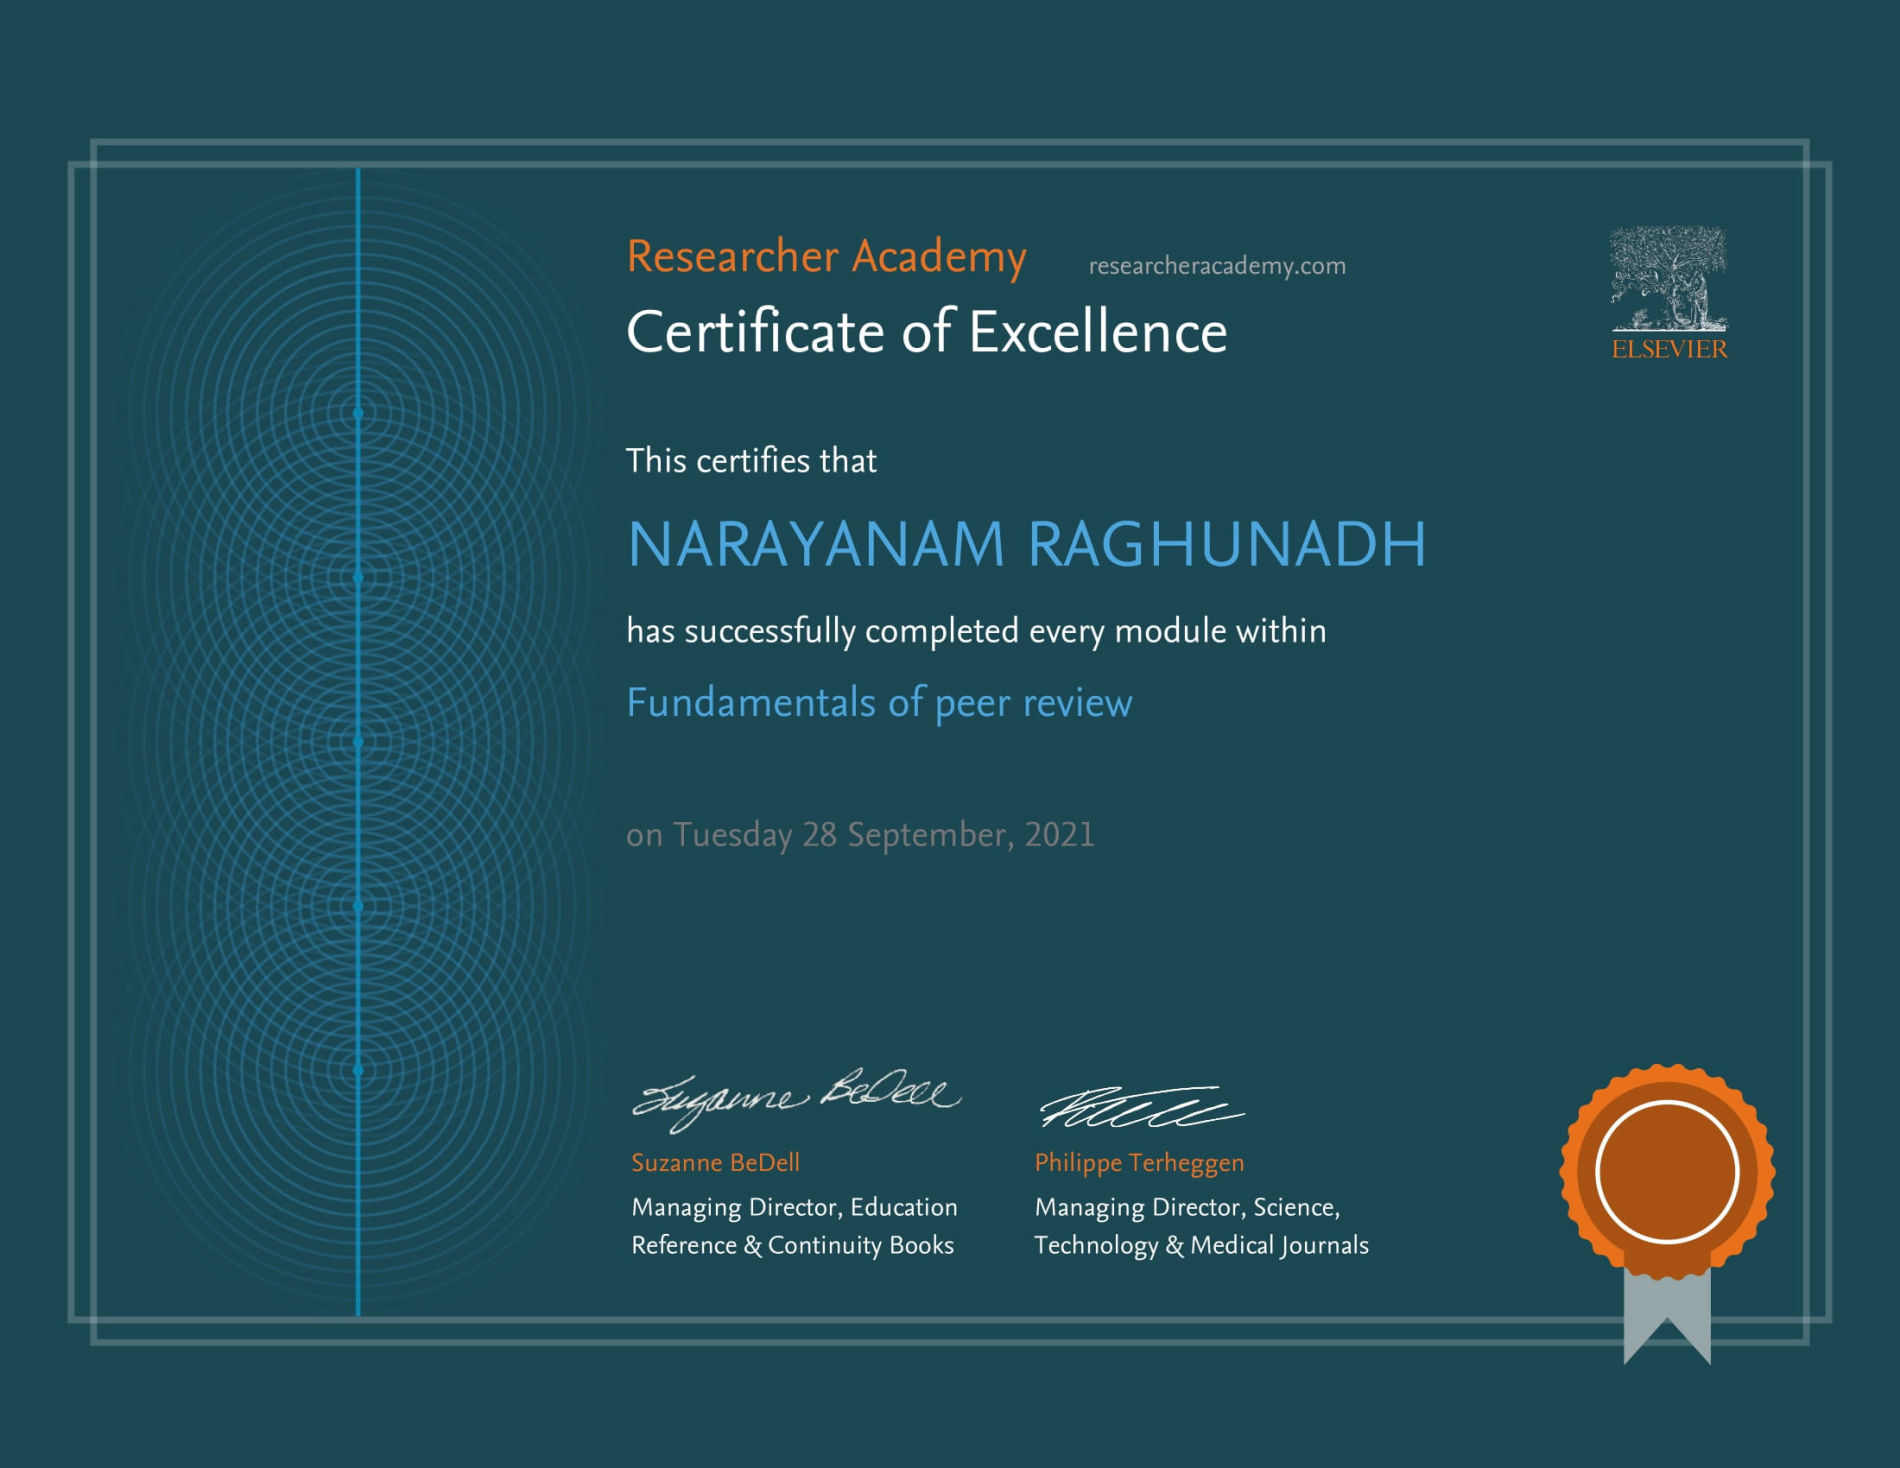 Researcher Academy researcheracademy.com
Certificate of Excellence
ELSEVIER
This certifies that
NARAYANAM RAGHUNADH
has successfully completed every module within
Fundamentals of peer review
on Tuesday 28 September, 2021
Suzanne BeDell
Suzanne BeDell
Managing Director, Education
Reference & Continuity Books
Philippe Terheggen
Managing Director, Science,
Technology & Medical Journals